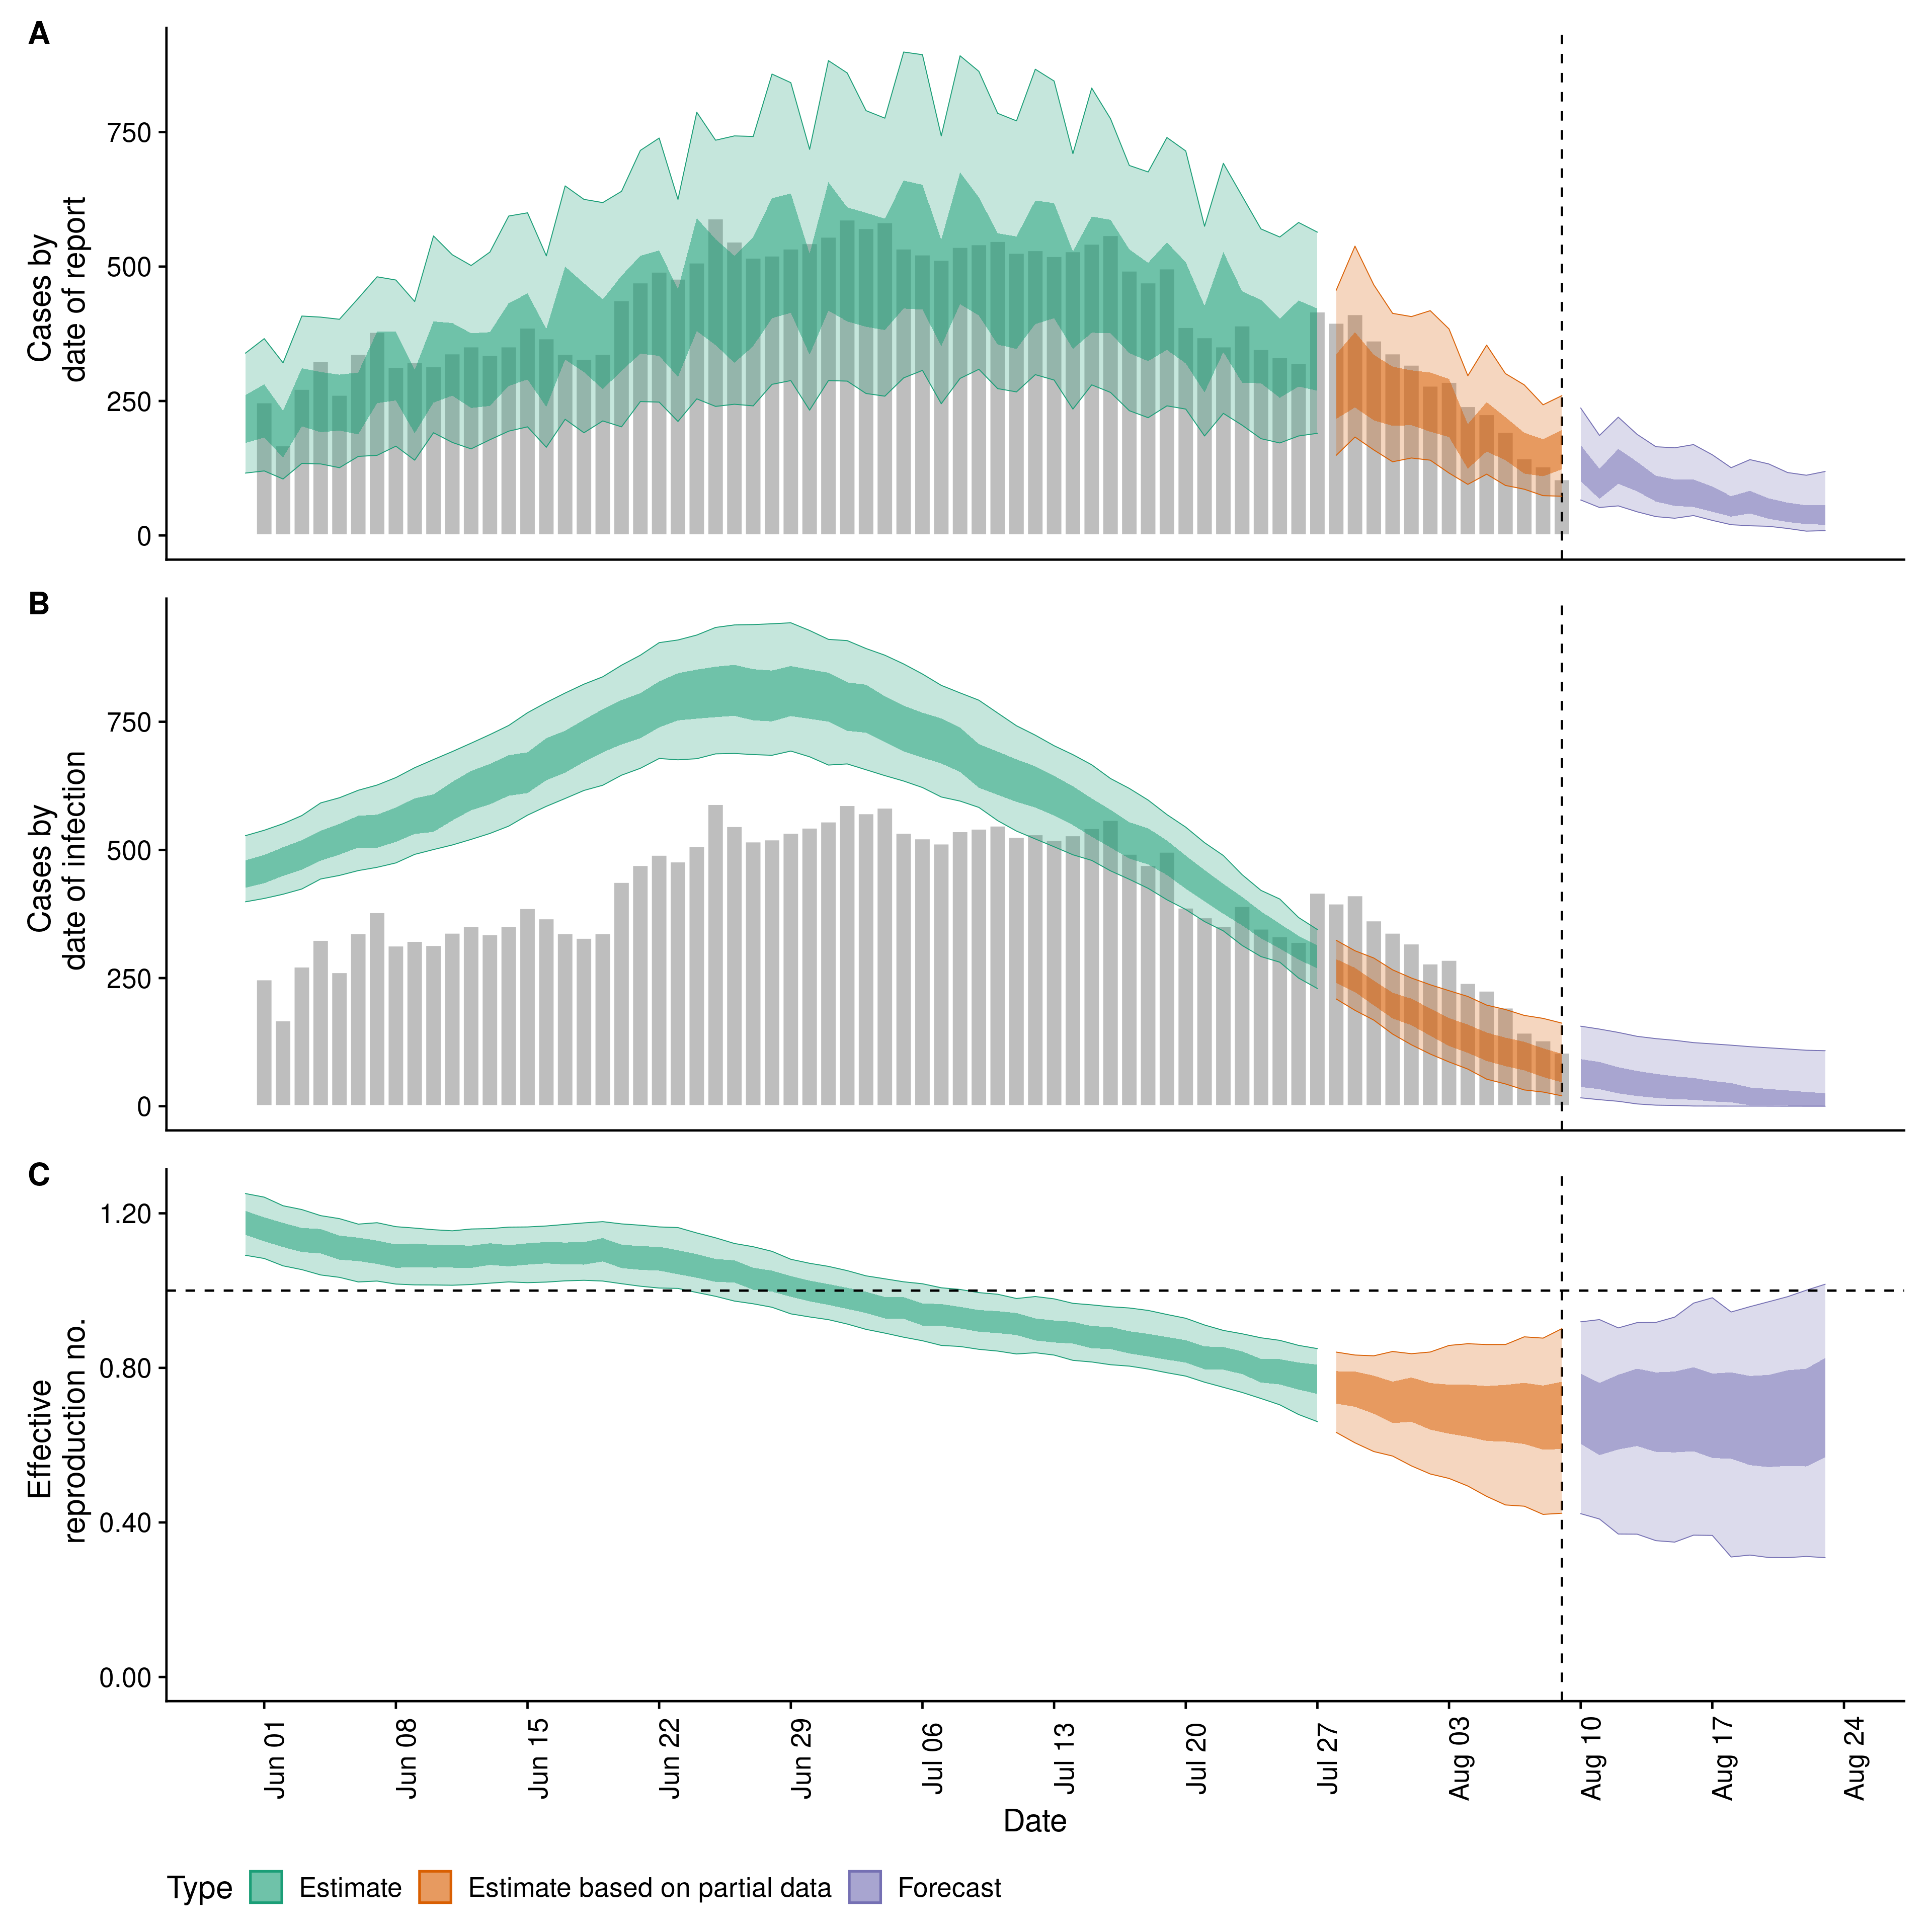 A
Cases by
date of report
750
500
250
0
B
Cases by
date of infection
750
500
250
0
C
Effective
reproduction no.
1.20
0.80
0.40
0.00
Jun 01
Jun 08
Jun 15
Jun 22
Jun 29
Jul 06
Jul 13
Jul 20
Jul 27
Aug 03
Aug 10
Aug 17
Aug 24
Date
Type Estimate Estimate based on partial data Forecast